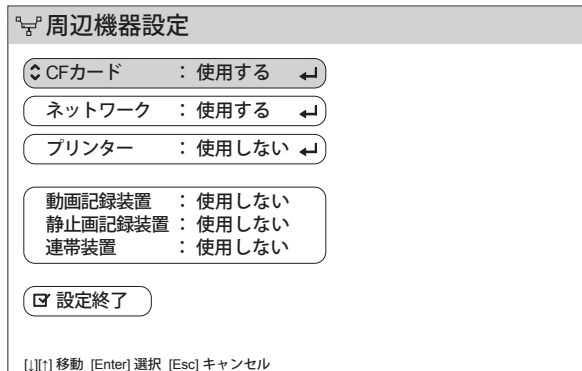 周辺機器設定
CFカード : 使用する
ネットワーク : 使用する
プリンター : 使用しない
動画記録装置 : 使用しない
静止画記録装置 : 使用しない
連帯装置 : 使用しない
設定終了
[↓][↑] 移動 [Enter] 選択 [Esc] キャンセル